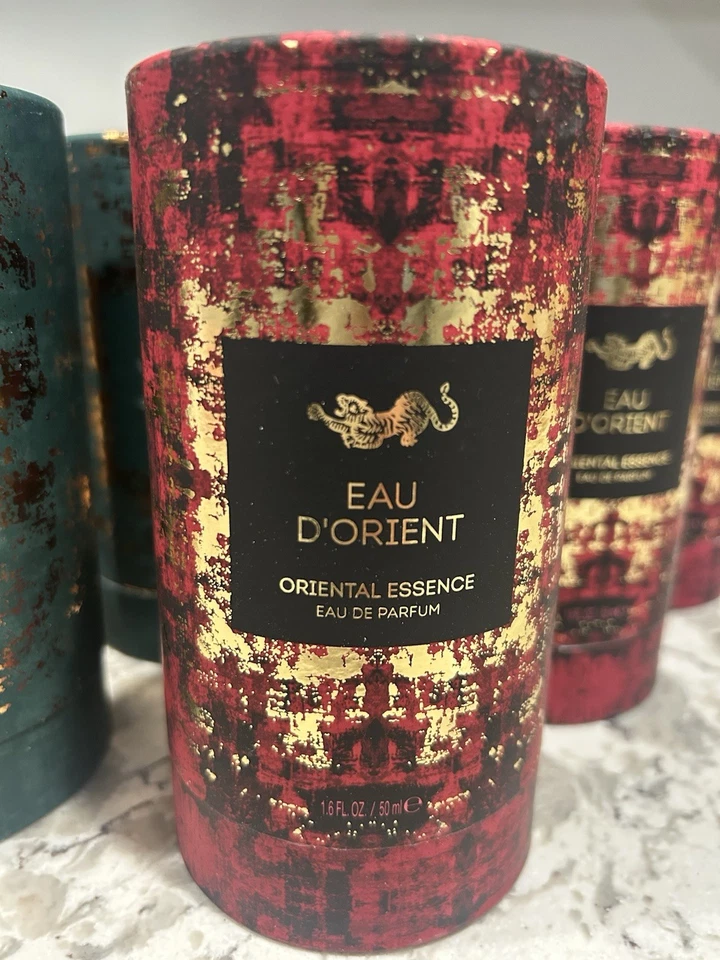 EAU
D'ORIENT
ORIENTAL ESSENCE
EAU DE PARFUM
1.6 FL. OZ. / 50 ml ℮
EAU
D'ORIENT
ORIENTAL ESSENCE
EAU DE PARFUM